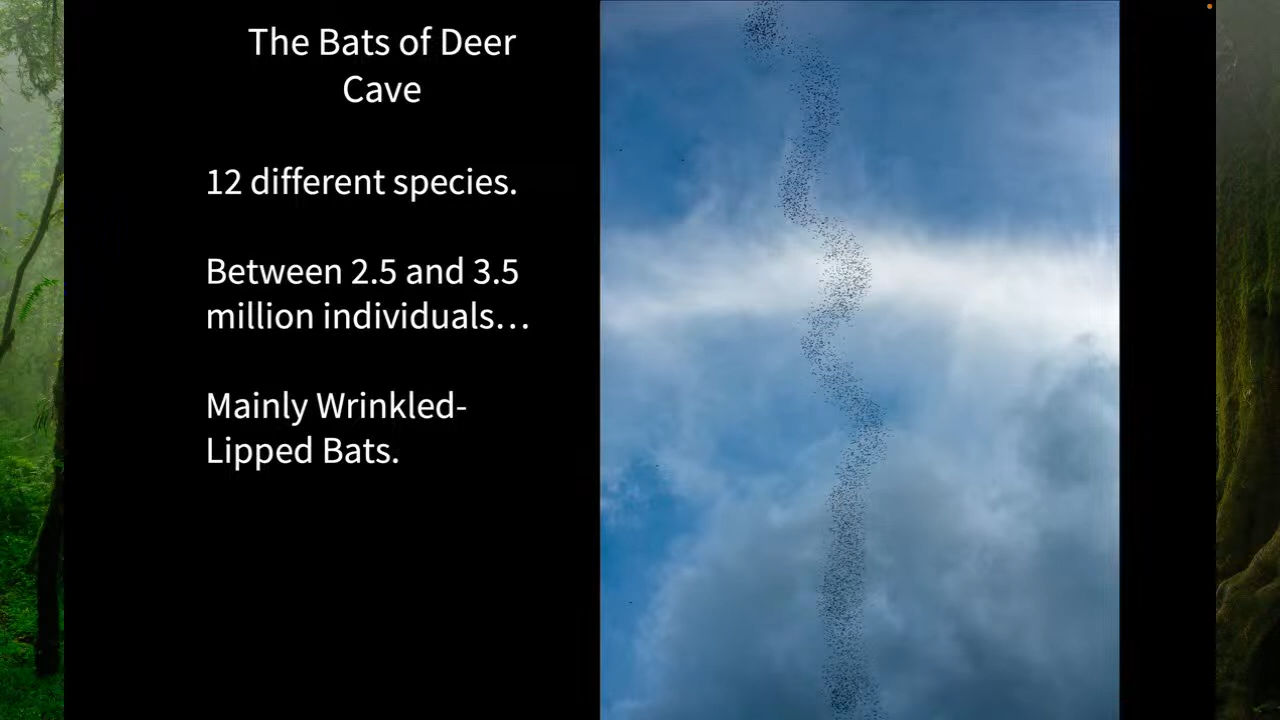 The Bats of Deer
Cave
12 different species.
Between 2.5 and 3.5
million individuals…
Mainly Wrinkled-
Lipped Bats.